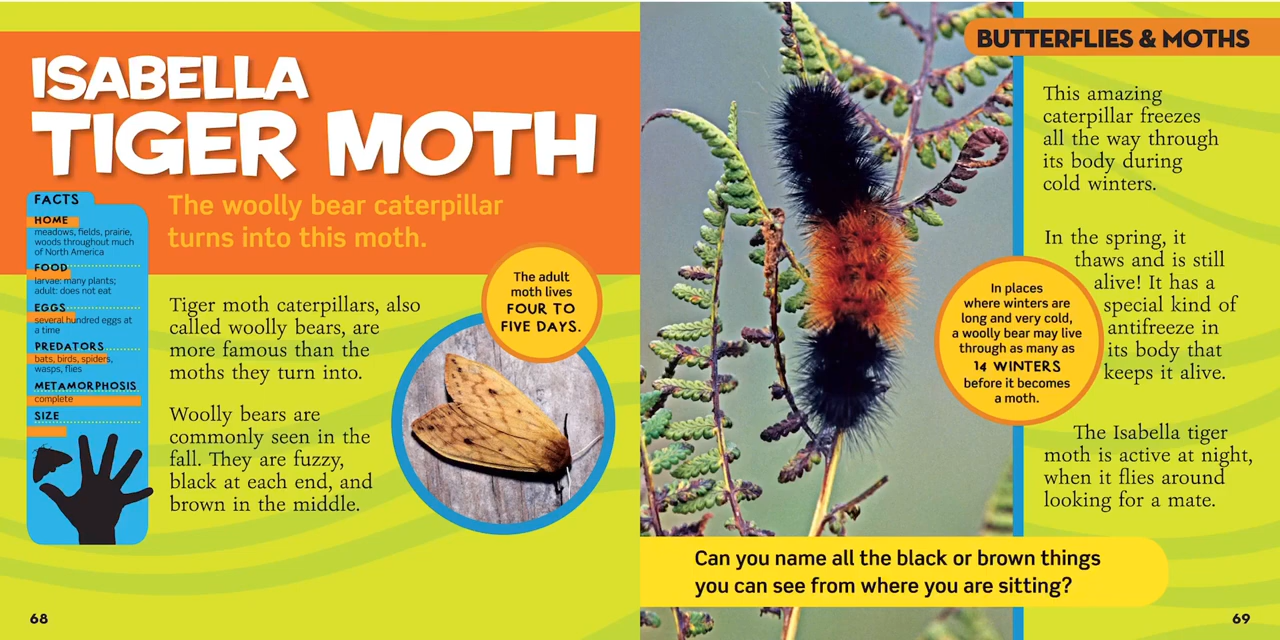 ISABELLA
TIGER MOTH
The woolly bear caterpillar
turns into this moth.
FACTS
HOME
meadows, fields, prairie,
woods throughout much
of North America
FOOD
larvae: many plants;
adult: does not eat
EGGS
several hundred eggs at
a time
PREDATORS
bats, birds, spiders,
wasps, flies
METAMORPHOSIS
complete
SIZE
Tiger moth caterpillars, also
called woolly bears, are
more famous than the
moths they turn into.
Woolly bears are
commonly seen in the
fall. They are fuzzy,
black at each end, and
brown in the middle.
The adult
moth lives
FOUR TO
FIVE DAYS.
68
BUTTERFLIES & MOTHS
This amazing
caterpillar freezes
all the way through
its body during
cold winters.
In the spring, it
thaws and is still
alive! It has a
special kind of
antifreeze in
its body that
keeps it alive.
In places
where winters are
long and very cold,
a woolly bear may live
through as many as
14 WINTERS
before it becomes
a moth.
The Isabella tiger
moth is active at night,
when it flies around
looking for a mate.
Can you name all the black or brown things
you can see from where you are sitting?
69